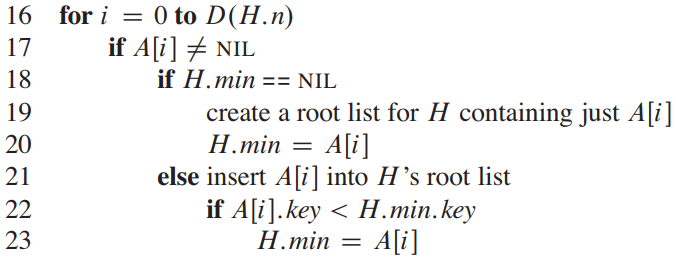 16 for i = 0 to D(H.n)
17 if A[i] ≠ NIL
18 if H.min == NIL
19 create a root list for H containing just A[i]
20 H.min = A[i]
21 else insert A[i] into H's root list
22 if A[i].key < H.min.key
23 H.min = A[i]